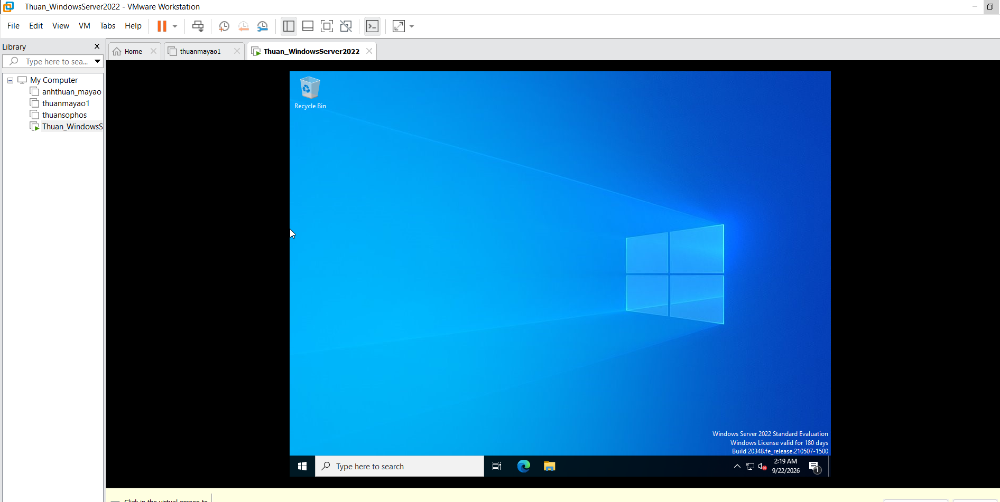 Thuan_WindowsServer2022 - VMware Workstation
File Edit View VM Tabs Help
Library
Type here to sea...
Home
thuanmayao1
Thuan_WindowsServer2022
My Computer
anhthuan_mayao
thuanmayao1
thuansophos
Thuan_WindowsS
Recycle Bin
Windows Server 2022 Standard Evaluation
Windows License valid for 180 days
Build 20348.fe_release.210507-1500
Type here to search
2:19 AM
9/22/2026
1
Click in the virtual screen to